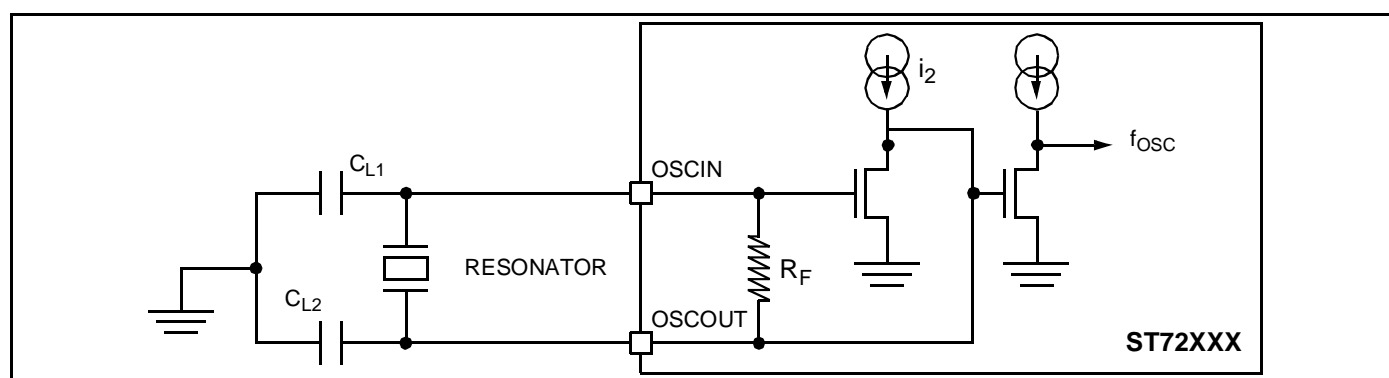 i2
fOSC
CL1
OSCIN
RESONATOR
RF
CL2
OSCOUT
ST72XXX